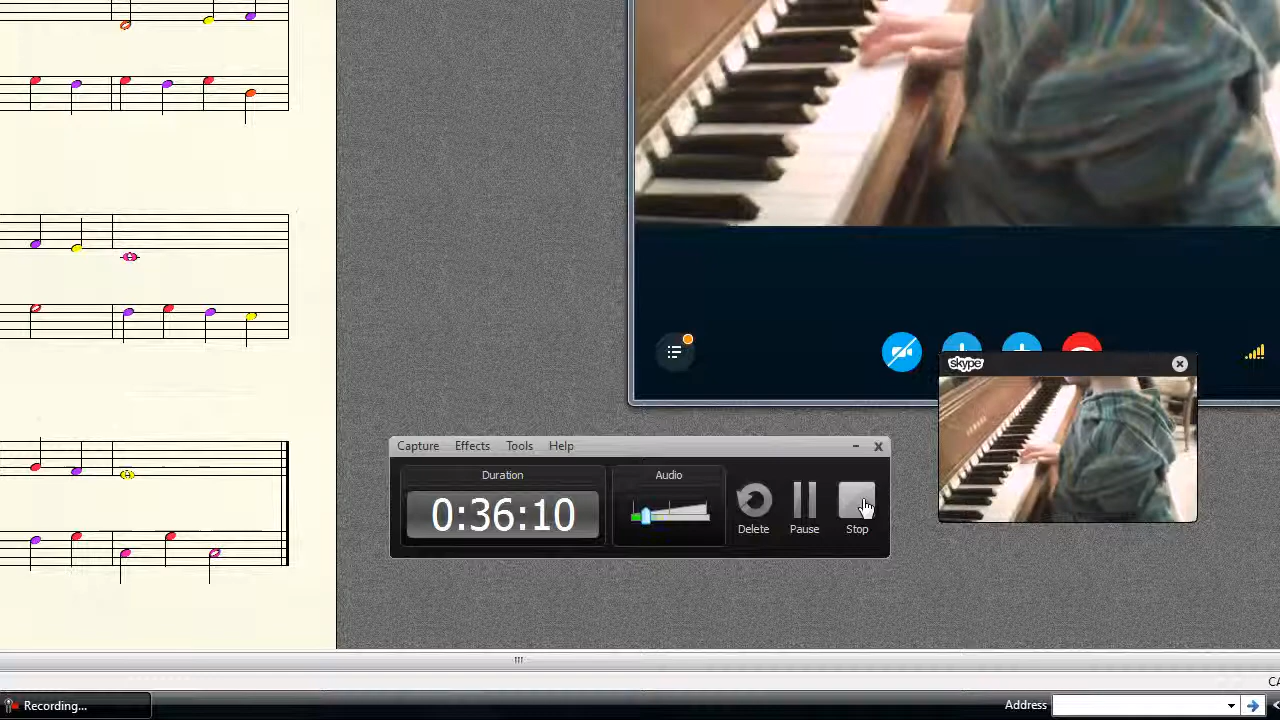 skype
Capture Effects Tools Help
Duration
Audio
0:36:10
Delete
Pause
Stop
Recording...
Address